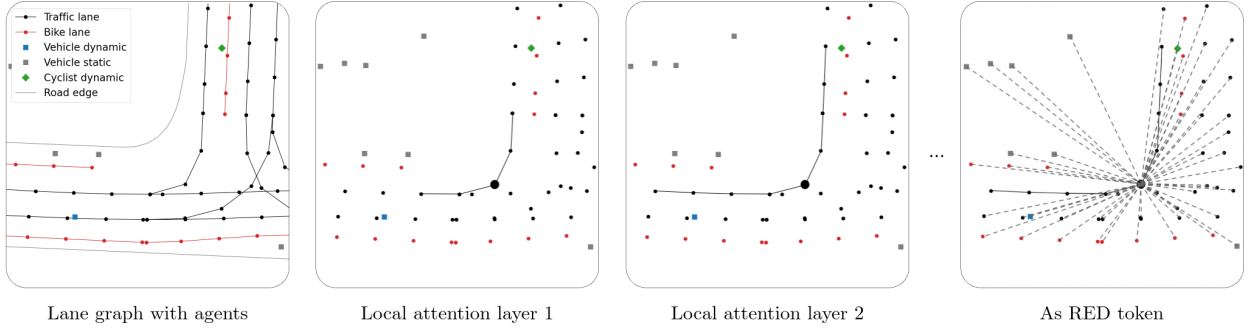 Traffic lane
Bike lane
Vehicle dynamic
Vehicle static
Cyclist dynamic
Road edge
...
Lane graph with agents
Local attention layer 1
Local attention layer 2
As RED token